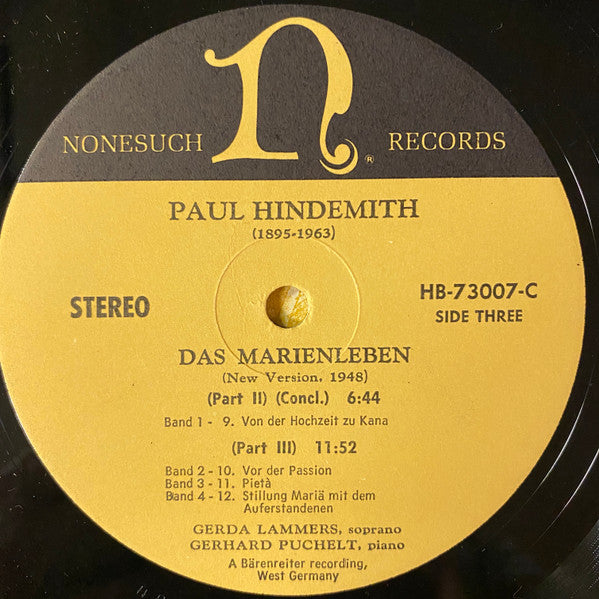 n
NONESUCH RECORDS
®
PAUL HINDEMITH
(1895-1963)
STEREO
HB-73007-C
SIDE THREE
DAS MARIENLEBEN
(New Version, 1948)
(Part II) (Concl.) 6:44
Band 1 - 9. Von der Hochzeit zu Kana
(Part III) 11:52
Band 2 - 10. Vor der Passion
Band 3 - 11. Pietà
Band 4 - 12. Stillung Mariä mit dem
Auferstandenen
GERDA LAMMERS, soprano
GERHARD PUCHELT, piano
A Bärenreiter recording,
West Germany